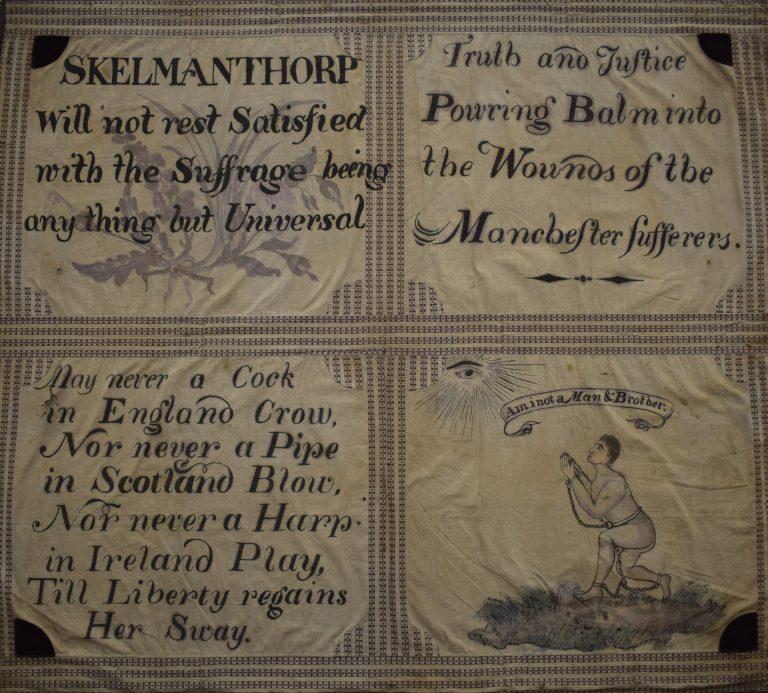 SKELMANTHORP
Will not rest Satisfied
with the Suffrage being
any thing but Universal
Truth and Justice
Powring Balm into
the Wounds of the
Manchester sufferers.
May never a Cock
in England Crow,
Nor never a Pipe
in Scotland Blow,
Nor never a Harp
in Ireland Play,
Till Liberty regains
Her Sway.
Am i not a Man & Brother.